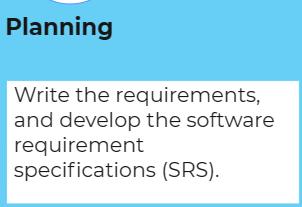 Planning
Write the requirements,
and develop the software
requirement
specifications (SRS).